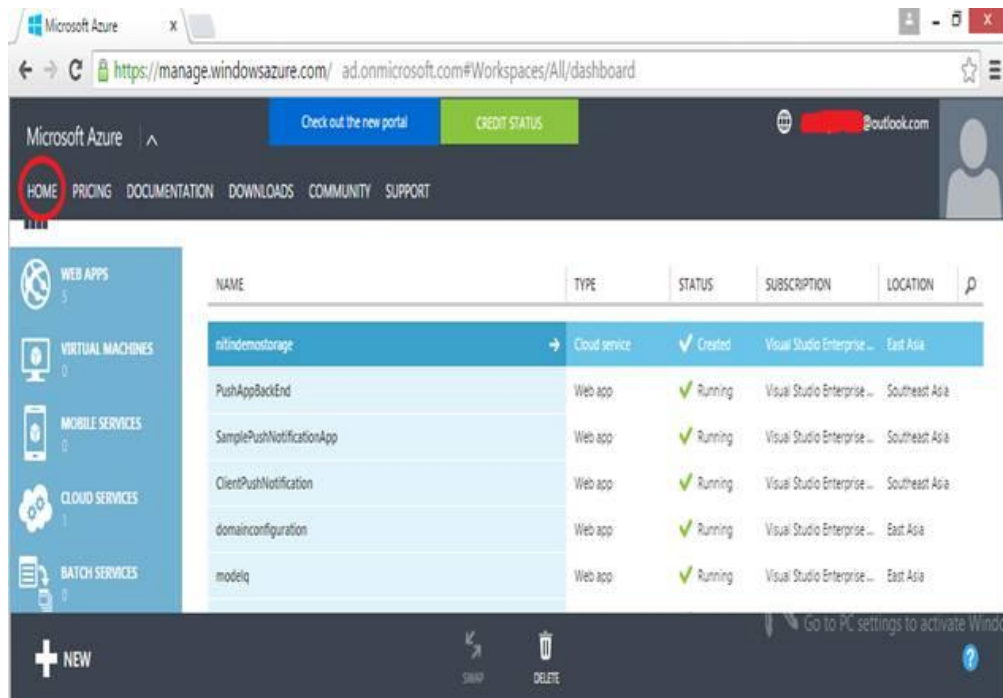 Microsoft Azure
https://manage.windowsazure.com/ ad.onmicrosoft.com#Workspaces/All/dashboard
Microsoft Azure
Check out the new portal
CREDIT STATUS
@outlook.com
HOME PRICING DOCUMENTATION DOWNLOADS COMMUNITY SUPPORT
WEB APPS
5
VIRTUAL MACHINES
0
MOBILE SERVICES
0
CLOUD SERVICES
1
BATCH SERVICES
0
NAME TYPE STATUS SUBSCRIPTION LOCATION
nitindemostorage Cloud service Created Visual Studio Enterprise ... East Asia
PushAppBackEnd Web app Running Visual Studio Enterprise ... Southeast Asia
SamplePushNotificationApp Web app Running Visual Studio Enterprise ... Southeast Asia
ClientPushNotification Web app Running Visual Studio Enterprise ... Southeast Asia
domainconfiguration Web app Running Visual Studio Enterprise ... East Asia
modelq Web app Running Visual Studio Enterprise ... East Asia
Go to PC settings to activate Windo
NEW
SWAP
DELETE
?